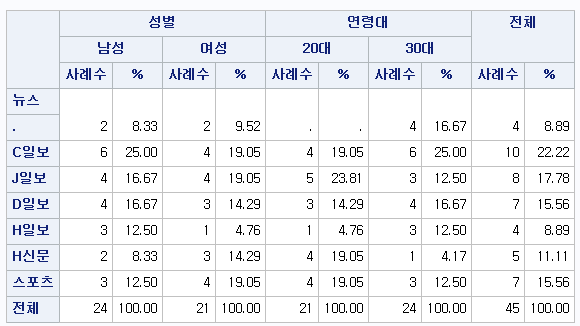 성별 연령대 전체
남성 여성 20대 30대
사례수 % 사례수 % 사례수 % 사례수 % 사례수 %
뉴스
. 2 8.33 2 9.52 . . 4 16.67 4 8.89
C일보 6 25.00 4 19.05 4 19.05 6 25.00 10 22.22
J일보 4 16.67 4 19.05 5 23.81 3 12.50 8 17.78
D일보 4 16.67 3 14.29 3 14.29 4 16.67 7 15.56
H일보 3 12.50 1 4.76 1 4.76 3 12.50 4 8.89
H신문 2 8.33 3 14.29 4 19.05 1 4.17 5 11.11
스포츠 3 12.50 4 19.05 4 19.05 3 12.50 7 15.56
전체 24 100.00 21 100.00 21 100.00 24 100.00 45 100.00